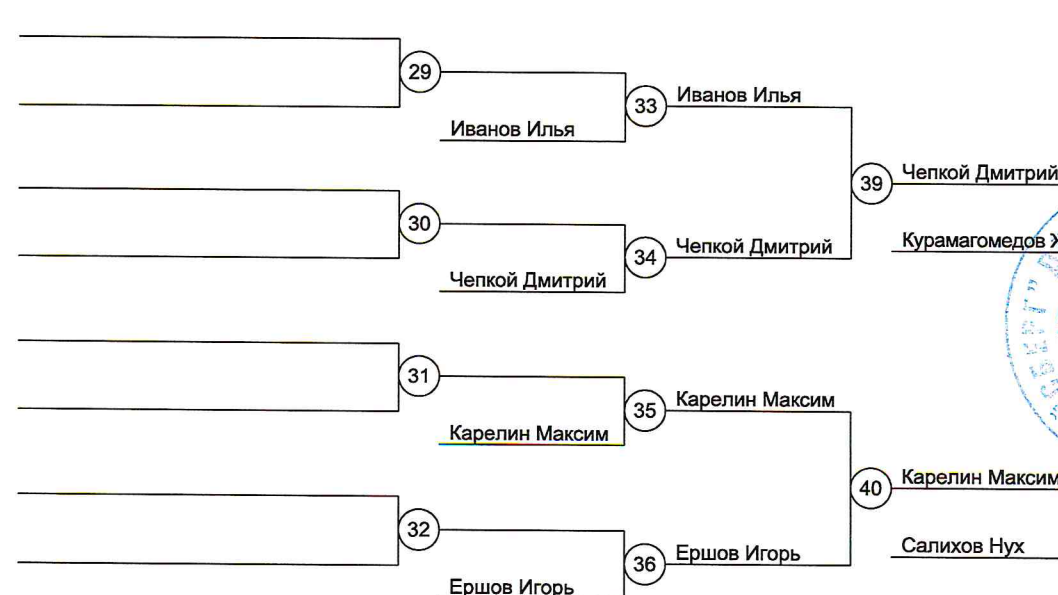 29
Иванов Илья
33
Иванов Илья
30
Чепкой Дмитрий
34
Чепкой Дмитрий
39
Чепкой Дмитрий
Курамагомедов
31
Карелин Максим
35
Карелин Максим
32
Ершов Игорь
36
Ершов Игорь
40
Карелин Максим
Салихов Нух